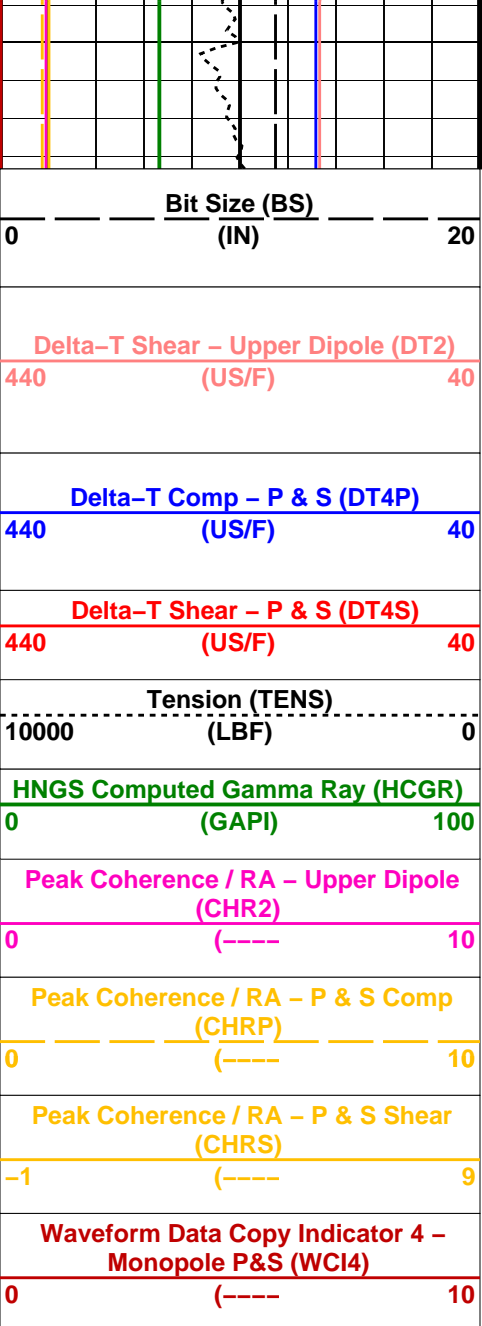 Bit Size (BS)
0 (IN) 20
Delta−T Shear − Upper Dipole (DT2)
440 (US/F) 40
Delta−T Comp − P & S (DT4P)
440 (US/F) 40
Delta−T Shear − P & S (DT4S)
440 (US/F) 40
Tension (TENS)
10000 (LBF) 0
HNGS Computed Gamma Ray (HCGR)
0 (GAPI) 100
Peak Coherence / RA − Upper Dipole
(CHR2)
0 (−−−− 10
Peak Coherence / RA − P & S Comp
(CHRP)
0 (−−−− 10
Peak Coherence / RA − P & S Shear
(CHRS)
−1 (−−−− 9
Waveform Data Copy Indicator 4 −
Monopole P&S (WCI4)
0 (−−−− 10